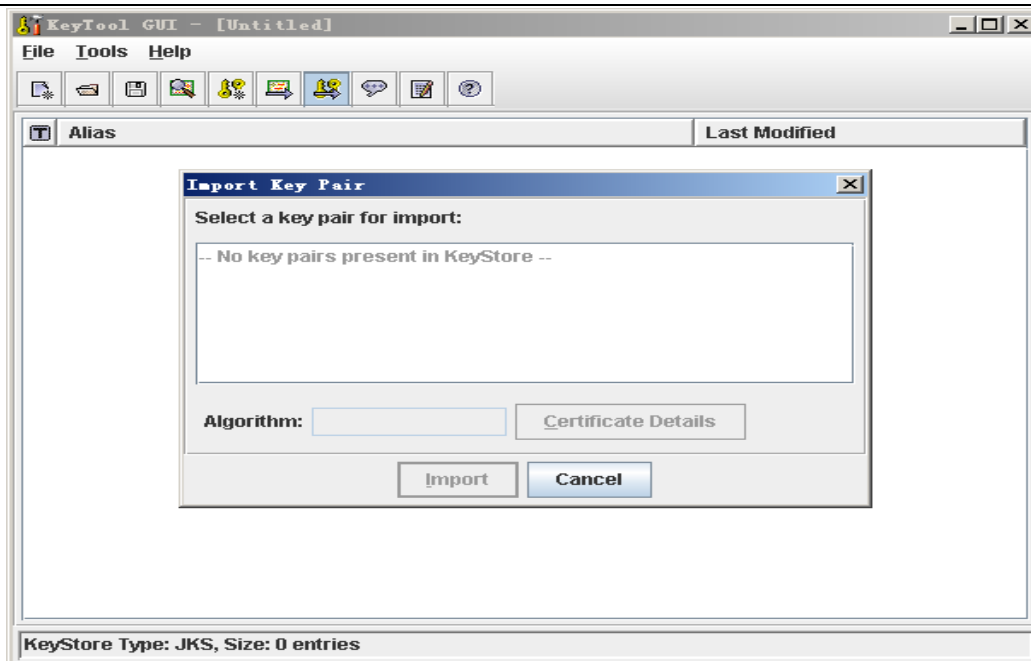 KeyTool GUI - [Untitled]
File Tools Help
T Alias Last Modified
Import Key Pair
Select a key pair for import:
-- No key pairs present in KeyStore --
Algorithm: Certificate Details
Import Cancel
KeyStore Type: JKS, Size: 0 entries